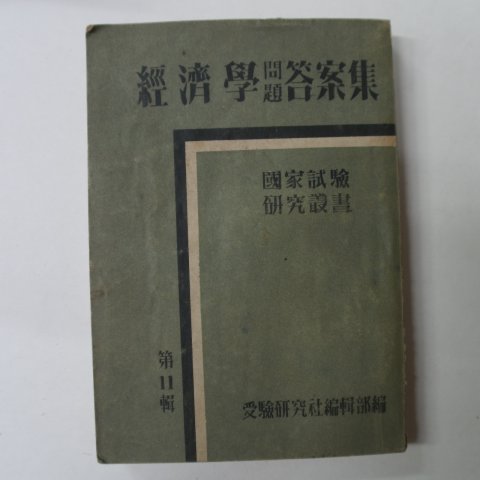 經濟學問題答案集
國家試驗
研究叢書
第11輯
受驗研究社編輯部編